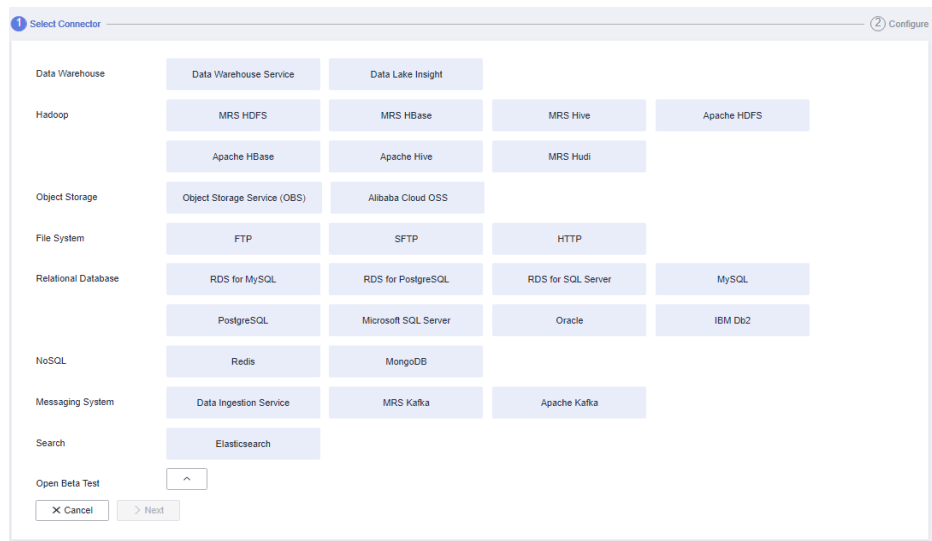 1 Select Connector 2 Configure
Data Warehouse Data Warehouse Service Data Lake Insight
Hadoop MRS HDFS MRS HBase MRS Hive Apache HDFS
Apache HBase Apache Hive MRS Hudi
Object Storage Object Storage Service (OBS) Alibaba Cloud OSS
File System FTP SFTP HTTP
Relational Database RDS for MySQL RDS for PostgreSQL RDS for SQL Server MySQL
PostgreSQL Microsoft SQL Server Oracle IBM Db2
NoSQL Redis MongoDB
Messaging System Data Ingestion Service MRS Kafka Apache Kafka
Search Elasticsearch
Open Beta Test
Cancel Next